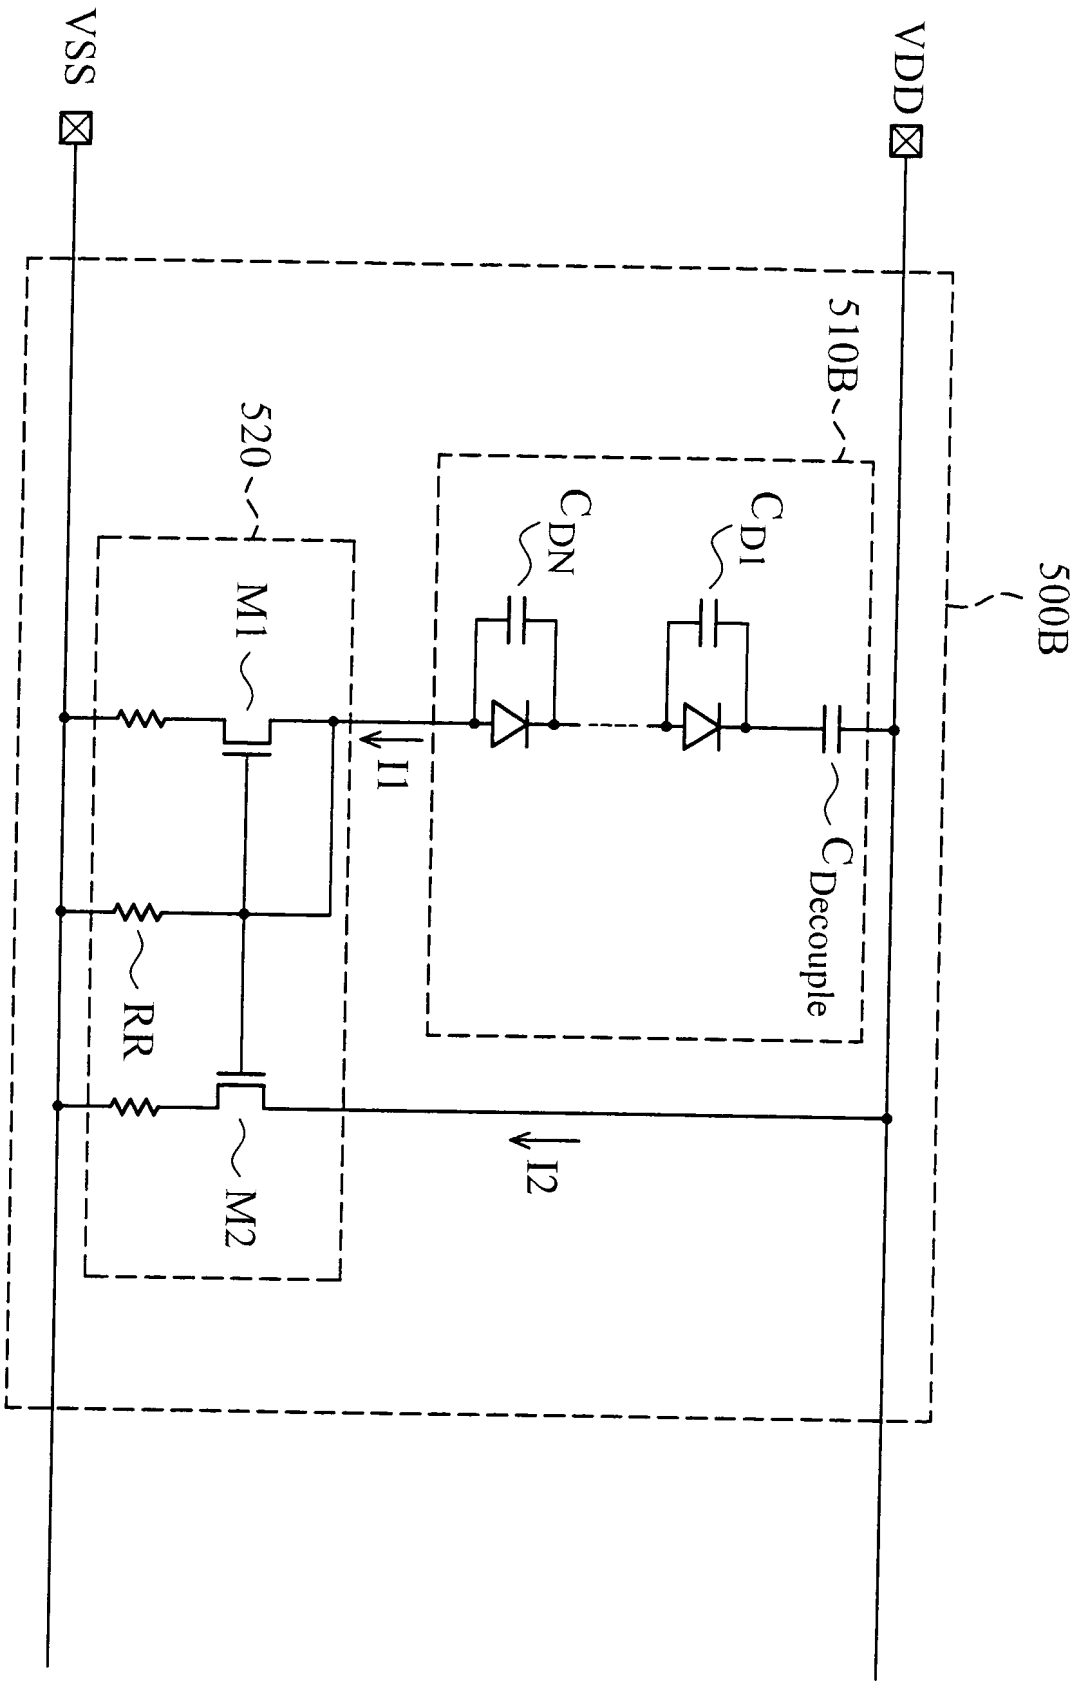 500B
VDD
510B
C_Decouple
C_D1
C_DN
I1
I2
520
M1
M2
RR
VSS